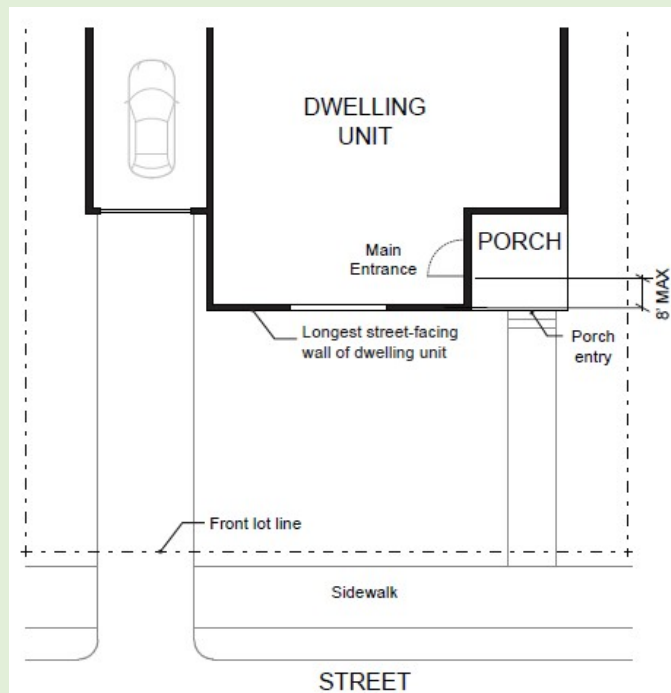 DWELLING
UNIT
Main
Entrance
PORCH
8' MAX
Longest street-facing
wall of dwelling unit
Porch
entry
Front lot line
Sidewalk
STREET